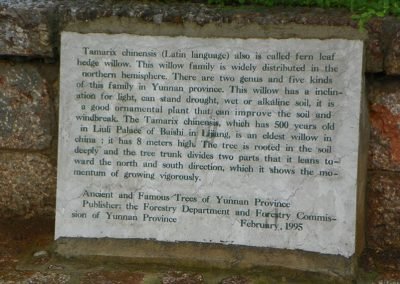 Tamarix chinensis (Latin language) also is called fern leaf
hedge willow. This willow family is widely distributed in the
northern hemisphere. There are two genus and five kinds
of this family in Yunnan province. This willow has a inclin-
ation for light, can stand drought, wet or alkaline soil, it is
a good ornamental plant that can improve the soil and
windbreak. The Tamarix chinensis, which has 500 years old
in Liuli Palace of Baishi in Lijiang, is an eldest willow in
china ; it has 8 meters high. The tree is rooted in the soil
deeply and the tree trunk divides two parts that it leans to-
ward the north and south direction, which it shows the mo-
mentum of growing vigorously.
Ancient and Famous Trees of Yunnan Province
Publisher: the Forestry Department and Forestry Commis-
sion of Yunnan Province February, 1995